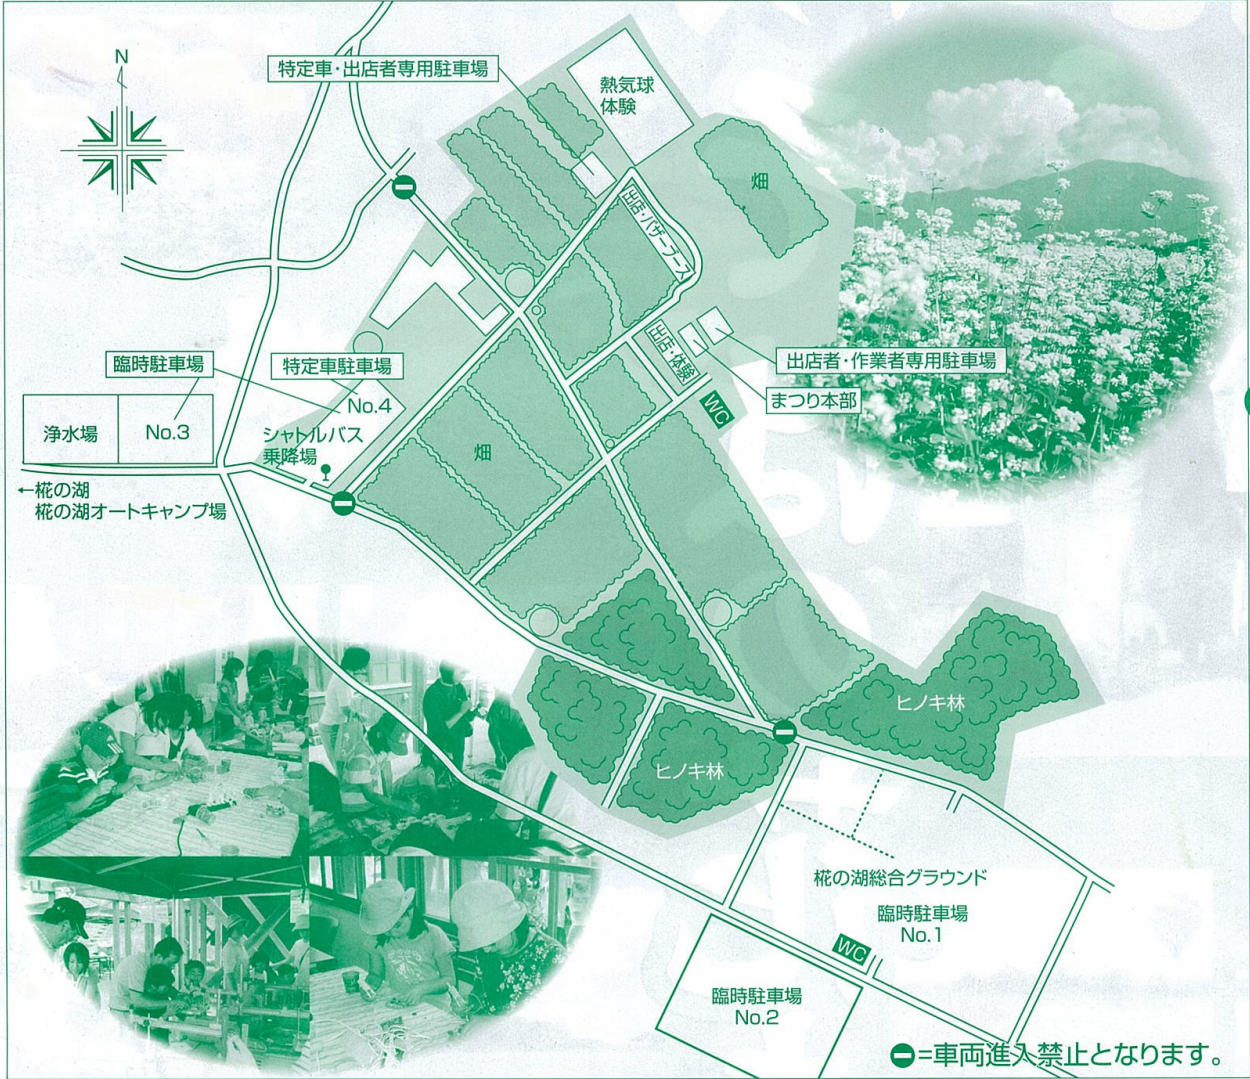 N
特定車・出店者専用駐車場
熱気球
体験
畑
出店・バザーブース
出店・体験
出店者・作業者専用駐車場
まつり本部
WC
臨時駐車場
特定車駐車場
No.4
浄水場
No.3
シャトルバス
乗降場
畑
←椛の湖
椛の湖オートキャンプ場
ヒノキ林
ヒノキ林
椛の湖総合グラウンド
臨時駐車場
No.1
WC
臨時駐車場
No.2
=車両進入禁止となります。